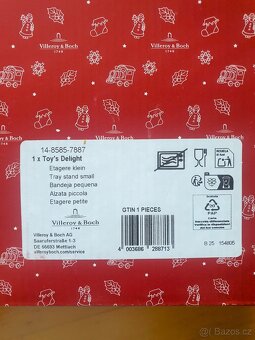 Villeroy & Boch
1748
Villeroy & Boch
1748
14-8585-7887
1 x Toy's Delight
Etagere klein
Tray stand small
Bandeja pequena
Alzata piccola
Etagere petite
Villeroy & Boch
1748
Villeroy & Boch AG
Saaruferstraße 1-3
DE 66693 Mettlach
villeroyboch.com/service
GTIN 1 PIECES
4 003686 288713
PAP
B 25 154805
Bazos.cz